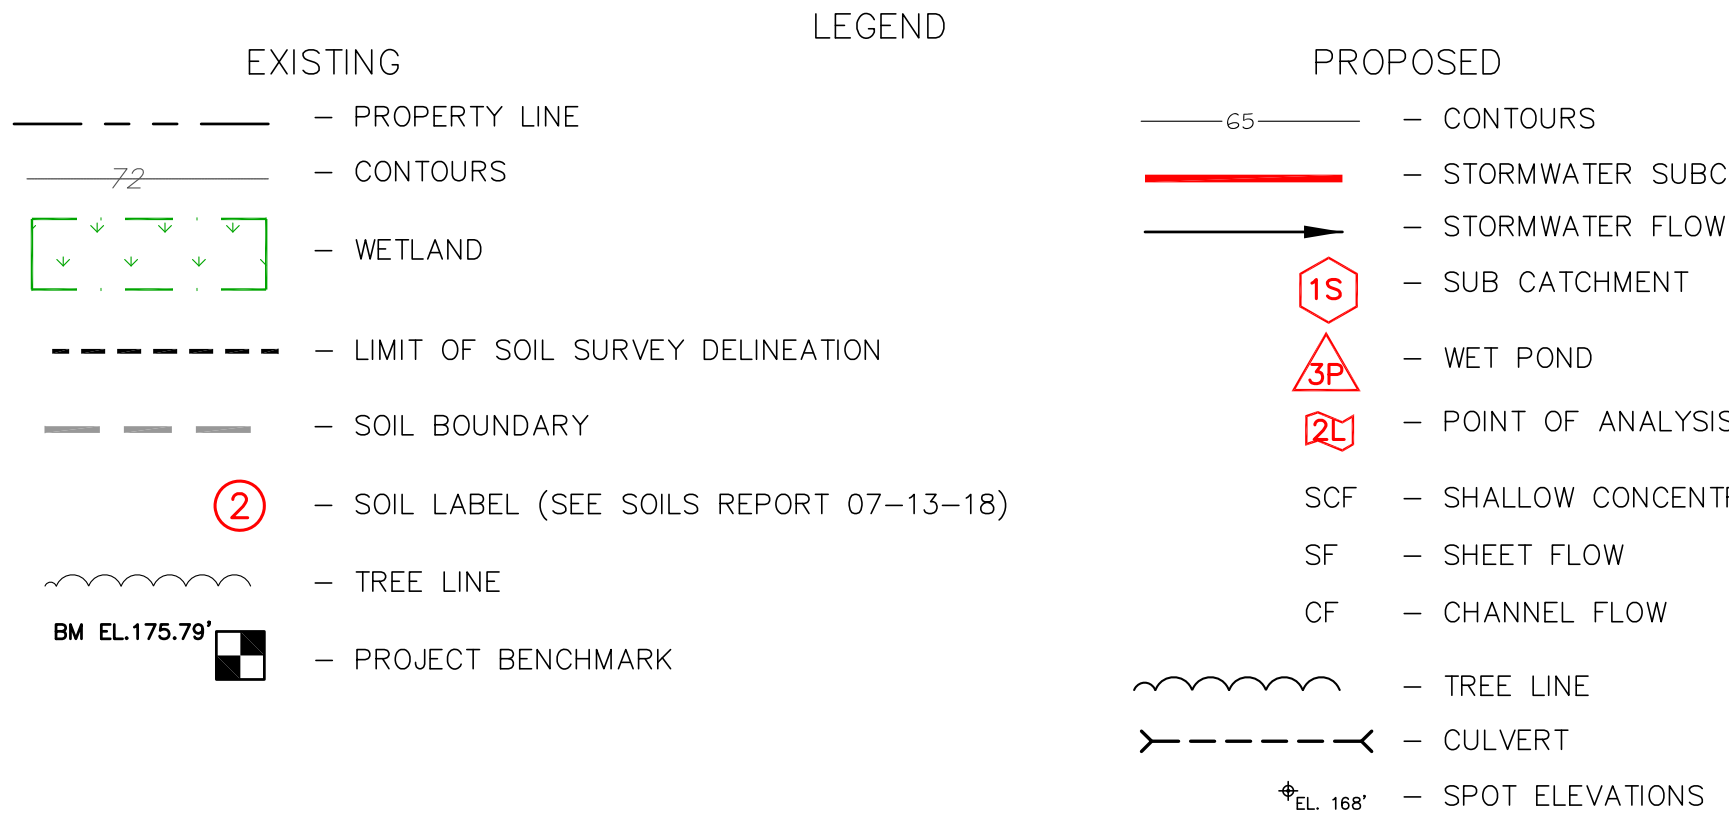 LEGEND
EXISTING
— PROPERTY LINE
72 — CONTOURS
— WETLAND
— LIMIT OF SOIL SURVEY DELINEATION
— SOIL BOUNDARY
2 — SOIL LABEL (SEE SOILS REPORT 07-13-18)
— TREE LINE
BM EL.175.79'
— PROJECT BENCHMARK
PROPOSED
65 — CONTOURS
— STORMWATER SUBC
— STORMWATER FLOW
1S — SUB CATCHMENT
3P — WET POND
2L — POINT OF ANALYSIS
SCF — SHALLOW CONCENTR
SF — SHEET FLOW
CF — CHANNEL FLOW
— TREE LINE
— CULVERT
EL. 168' — SPOT ELEVATIONS